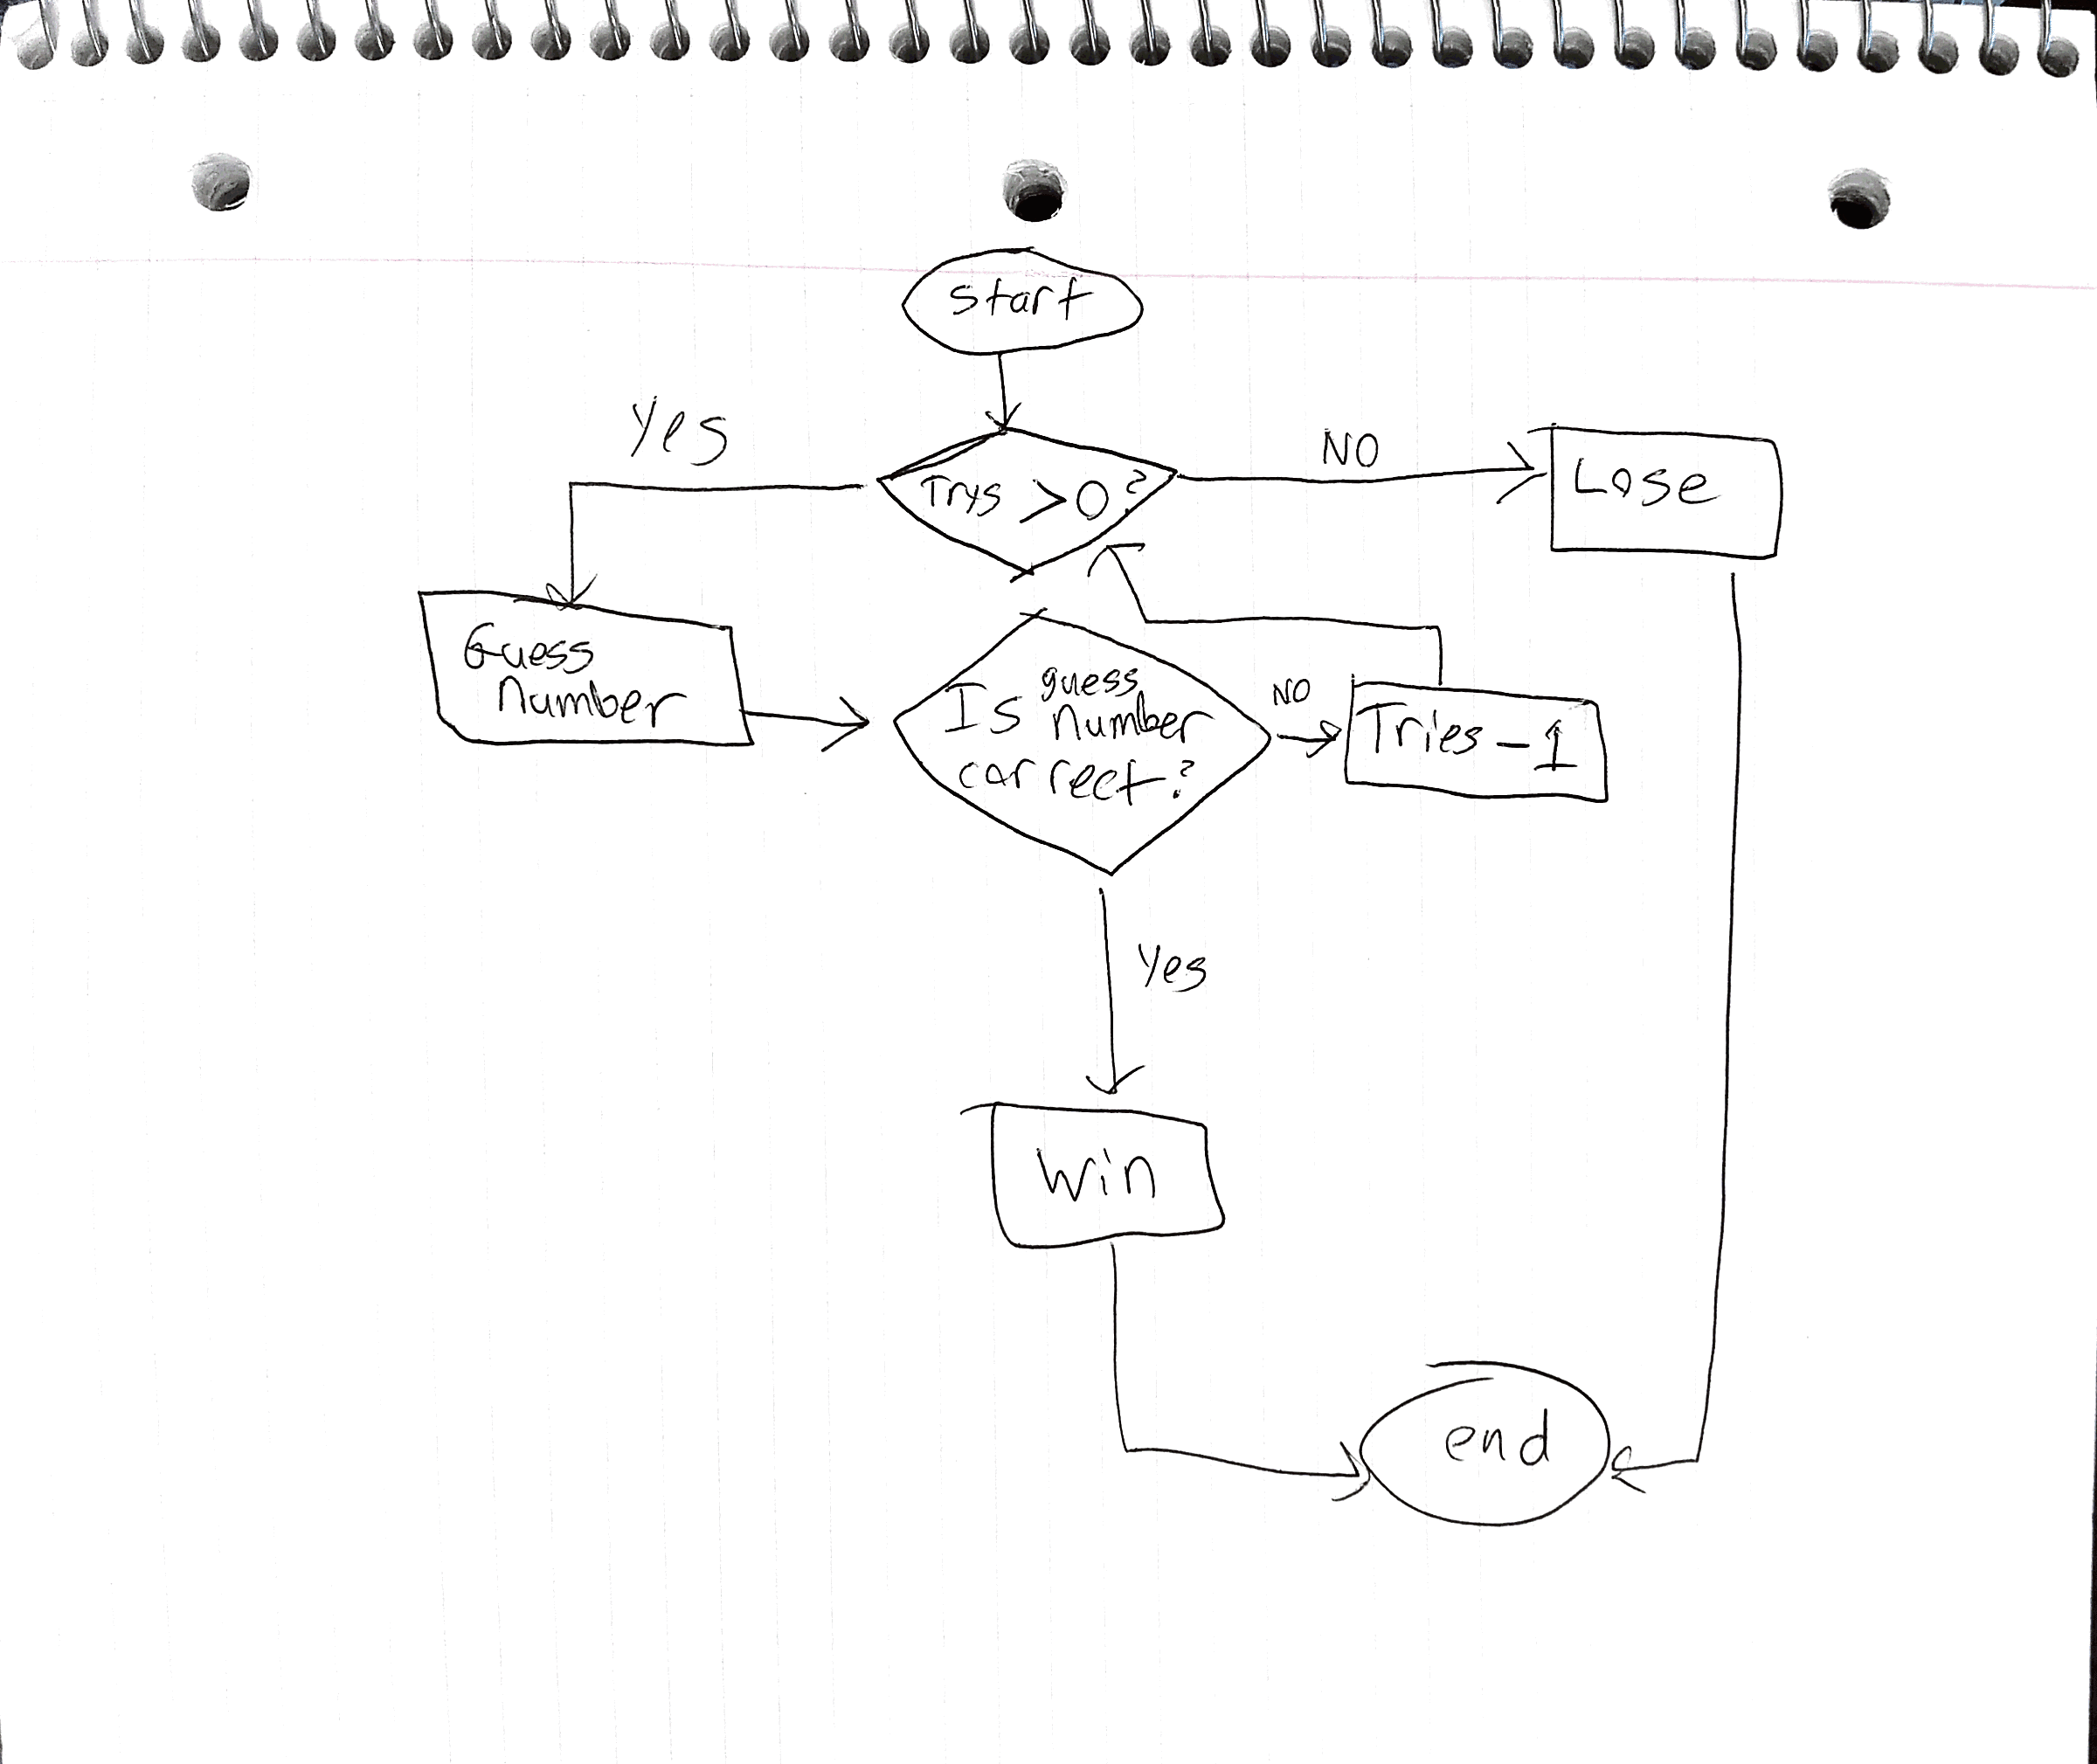 Start
Yes
NO
Trys >0?
Lose
Guess
Number
guess
Is Number
correct?
NO
Tries-1
Yes
Win
end